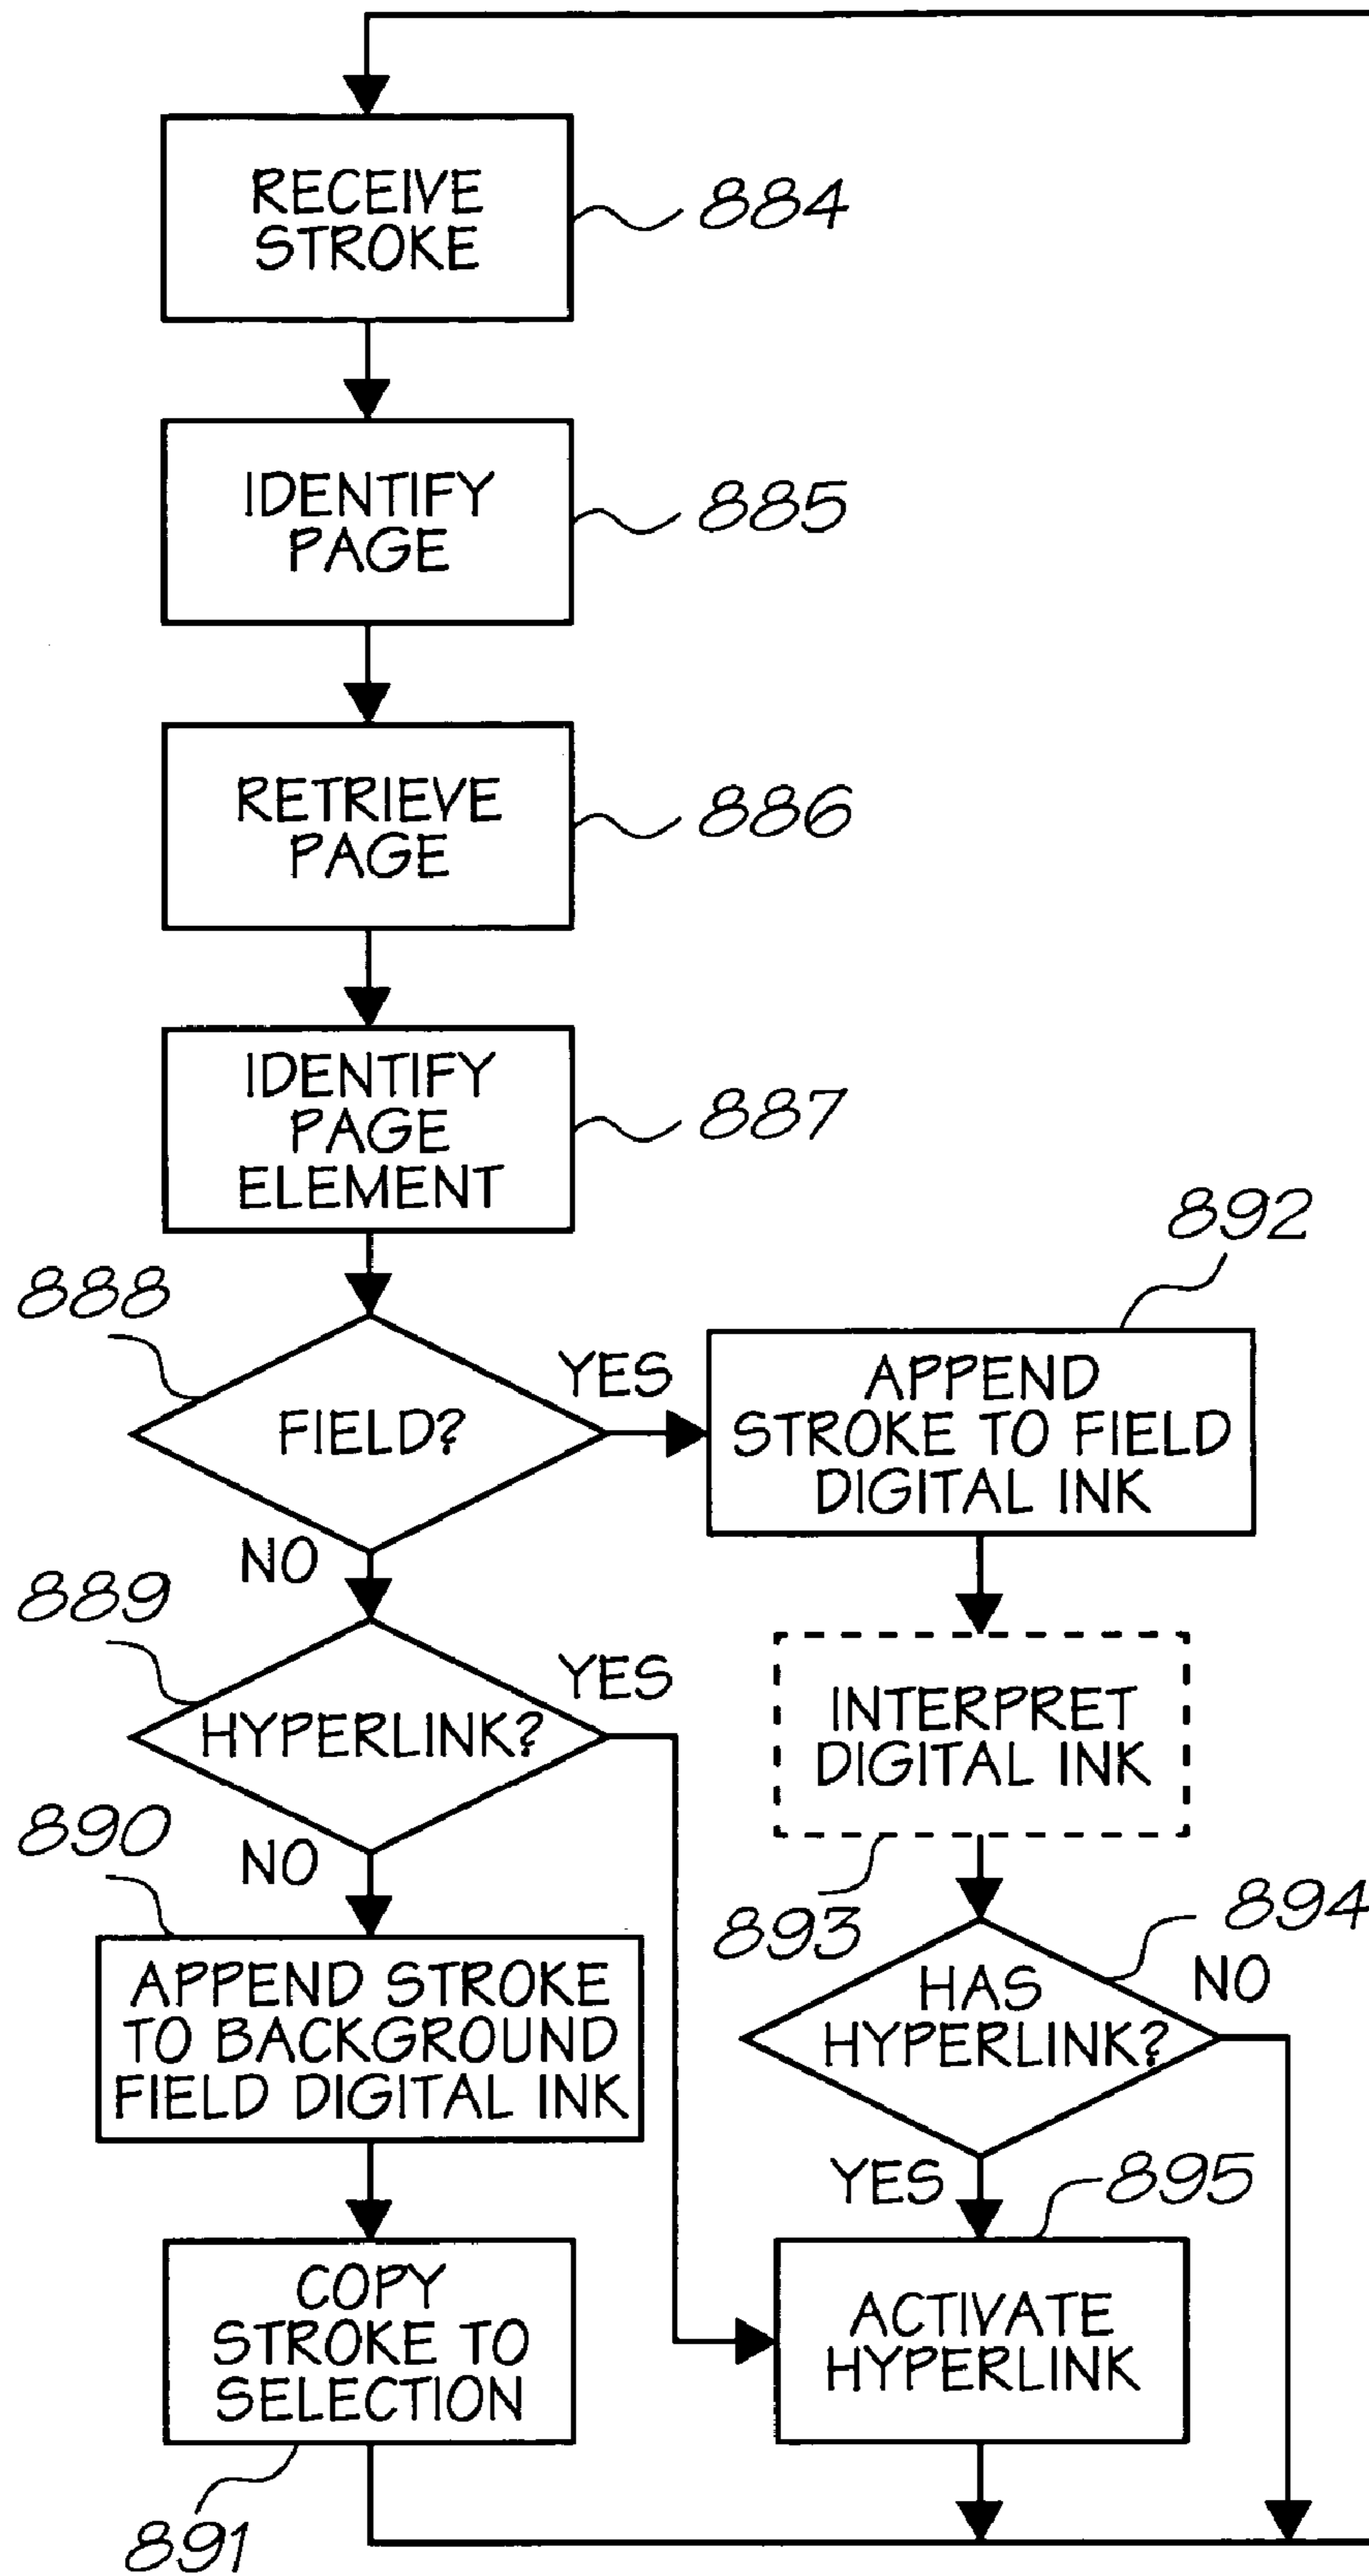 RECEIVE
STROKE
884
IDENTIFY
PAGE
885
RETRIEVE
PAGE
886
IDENTIFY
PAGE
ELEMENT
887
888
FIELD?
YES
NO
892
APPEND
STROKE TO FIELD
DIGITAL INK
889
HYPERLINK?
YES
NO
INTERPRET
DIGITAL INK
893
890
APPEND STROKE
TO BACKGROUND
FIELD DIGITAL INK
894
HAS
HYPERLINK?
NO
YES
895
COPY
STROKE TO
SELECTION
891
ACTIVATE
HYPERLINK